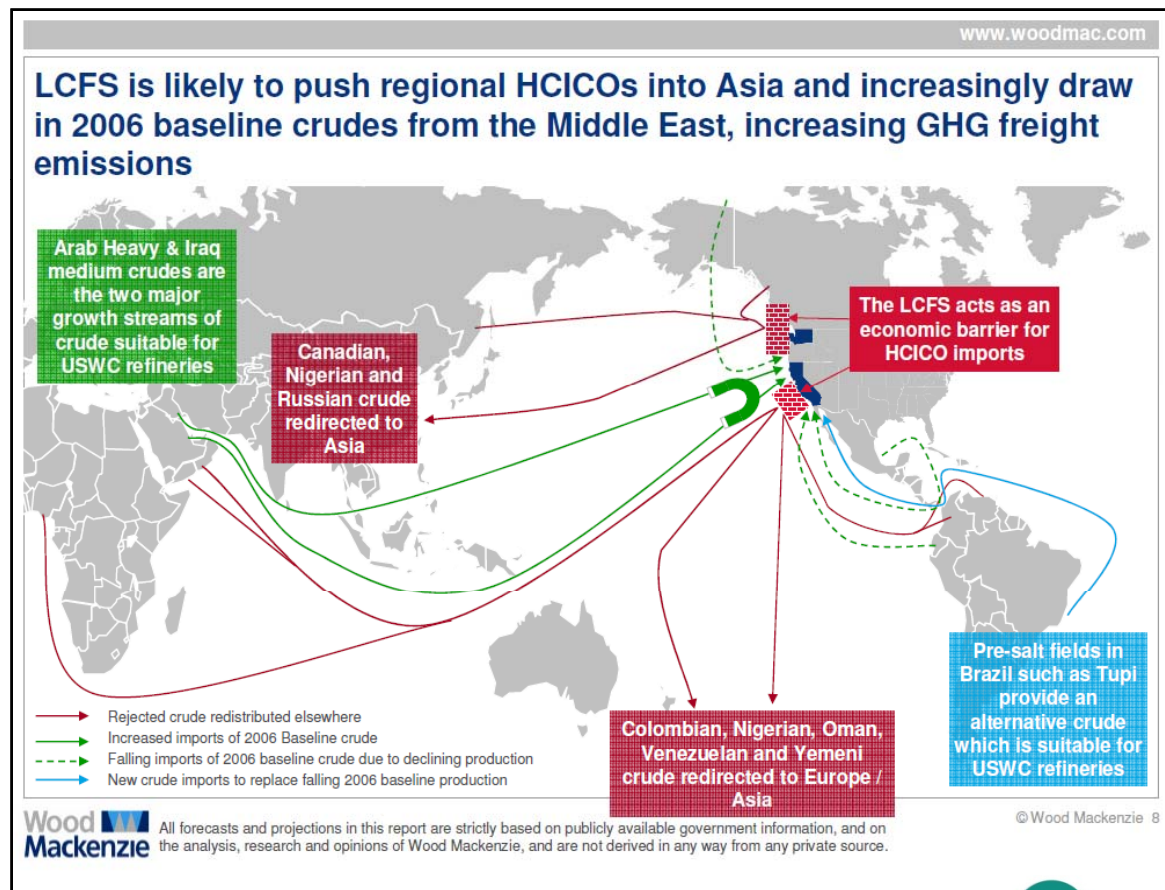 www.woodmac.com
LCFS is likely to push regional HCICOs into Asia and increasingly draw
in 2006 baseline crudes from the Middle East, increasing GHG freight
emissions
Arab Heavy & Iraq
medium crudes are
the two major
growth streams of
crude suitable for
USWC refineries
Canadian,
Nigerian and
Russian crude
redirected to
Asia
The LCFS acts as an
economic barrier for
HCICO imports
Pre-salt fields in
Brazil such as Tupi
provide an
alternative crude
which is suitable for
USWC refineries
Colombian, Nigerian, Oman,
Venezuelan and Yemeni
crude redirected to Europe /
Asia
Rejected crude redistributed elsewhere
Increased imports of 2006 Baseline crude
Falling imports of 2006 baseline crude due to declining production
New crude imports to replace falling 2006 baseline production
Wood
Mackenzie
All forecasts and projections in this report are strictly based on publicly available government information, and on
the analysis, research and opinions of Wood Mackenzie, and are not derived in any way from any private source.
© Wood Mackenzie 8